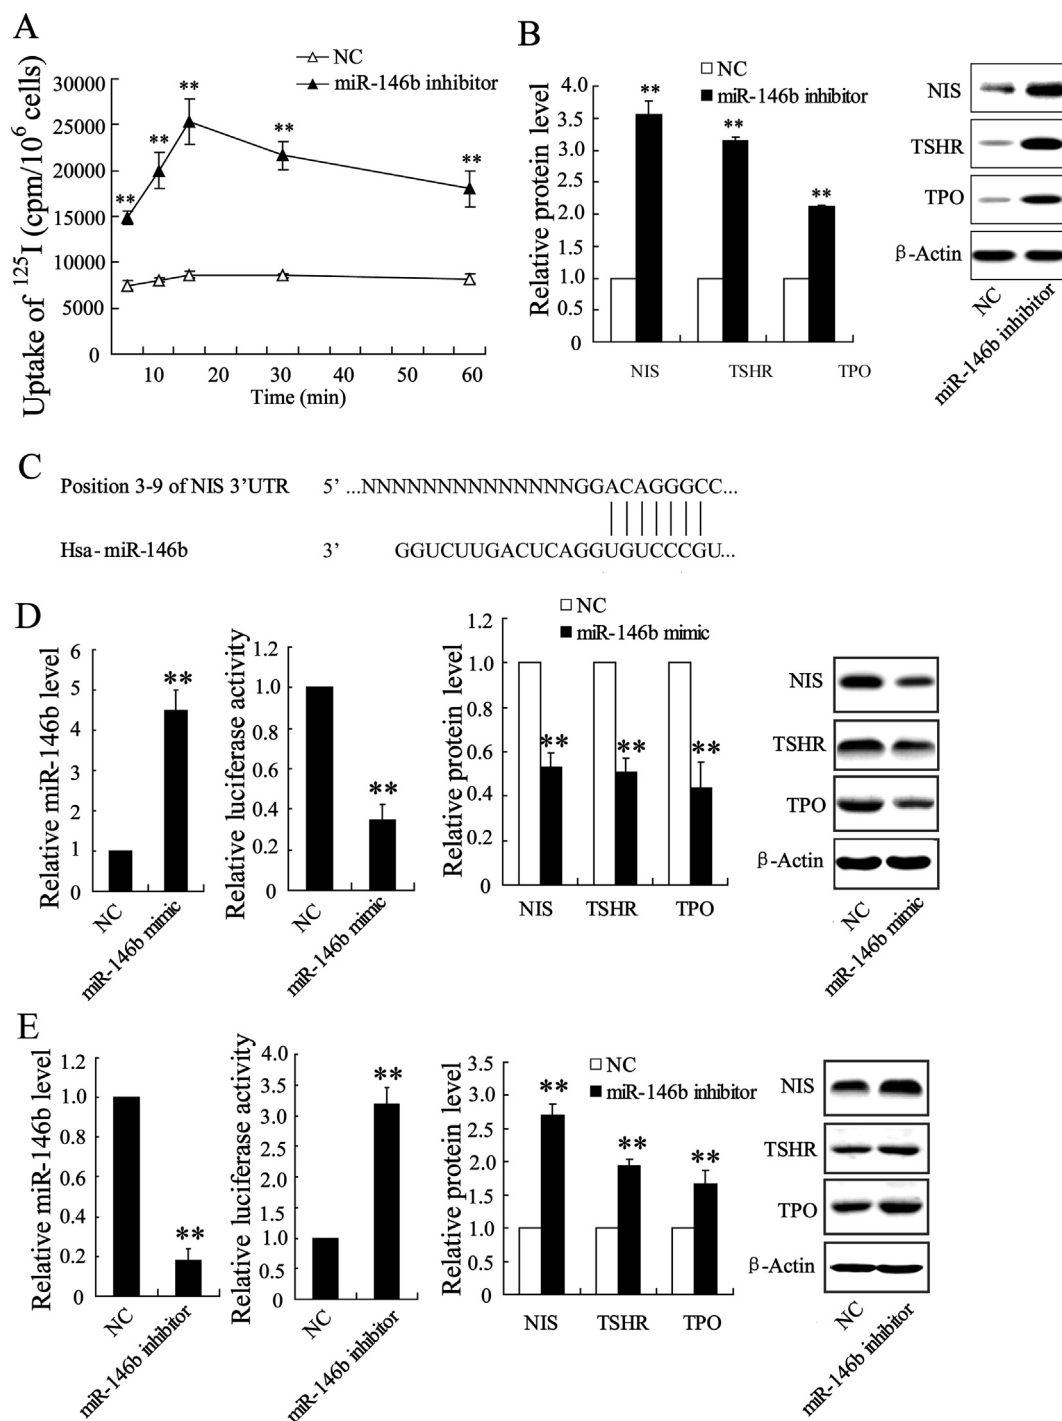 A
NC
miR-146b inhibitor
Uptake of 125I (cpm/10^6 cells)
30000
25000
20000
15000
10000
5000
0
** ** ** ** **
10 20 30 40 50 60
Time (min)
B
NC
miR-146b inhibitor
Relative protein level
4.0
3.5
3.0
2.5
2.0
1.5
1.0
0.5
0
** ** **
NIS TSHR TPO
NIS
TSHR
TPO
β-Actin
NC
miR-146b inhibitor
C
Position 3-9 of NIS 3’UTR 5’ ...NNNNNNNNNNNNNNGGACAGGGCC...
Hsa-miR-146b 3’ GGUCUUGACUCAGGUGUCCCGU...
D
Relative miR-146b level
6
5
4
3
2
1
0
**
NC
miR-146b mimic
Relative luciferase activity
1.2
1.0
0.8
0.6
0.4
0.2
0
**
NC
miR-146b mimic
NC
miR-146b mimic
Relative protein level
1.2
1.0
0.8
0.6
0.4
0.2
0
** ** **
NIS TSHR TPO
NIS
TSHR
TPO
β-Actin
NC
miR-146b mimic
E
Relative miR-146b level
1.2
1.0
0.8
0.6
0.4
0.2
0
**
NC
miR-146b inhibitor
Relative luciferase activity
4.0
3.5
3.0
2.5
2.0
1.5
1.0
0.5
0
**
NC
miR-146b inhibitor
NC
miR-146b inhibitor
Relative protein level
3.5
3.0
2.5
2.0
1.5
1.0
0.5
0
** ** **
NIS TSHR TPO
NIS
TSHR
TPO
β-Actin
NC
miR-146b inhibitor